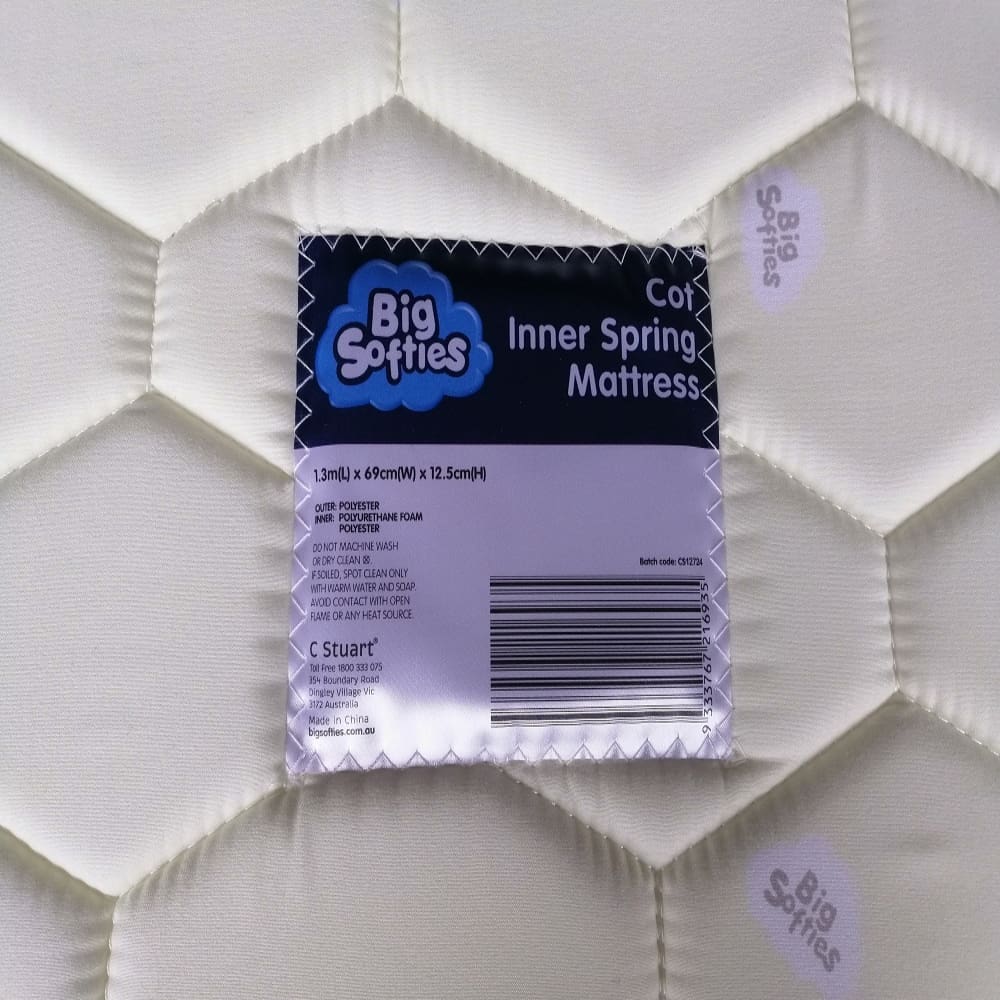 Big
Softies
Cot
Inner Spring
Mattress
1.3m(L) x 69cm(W) x 12.5cm(H)
OUTER: POLYESTER
INNER: POLYURETHANE FOAM
POLYESTER
DO NOT MACHINE WASH
OR DRY CLEAN ⊠.
IF SOILED, SPOT CLEAN ONLY
WITH WARM WATER AND SOAP.
AVOID CONTACT WITH OPEN
FLAME OR ANY HEAT SOURCE.
C Stuart®
Toll Free 1800 333 075
354 Boundary Road
Dingley Village Vic
3172 Australia
Made in China
bigsofties.com.au
Batch code: CS12724
9 333767 216935
Big
Softies
Big
Softies